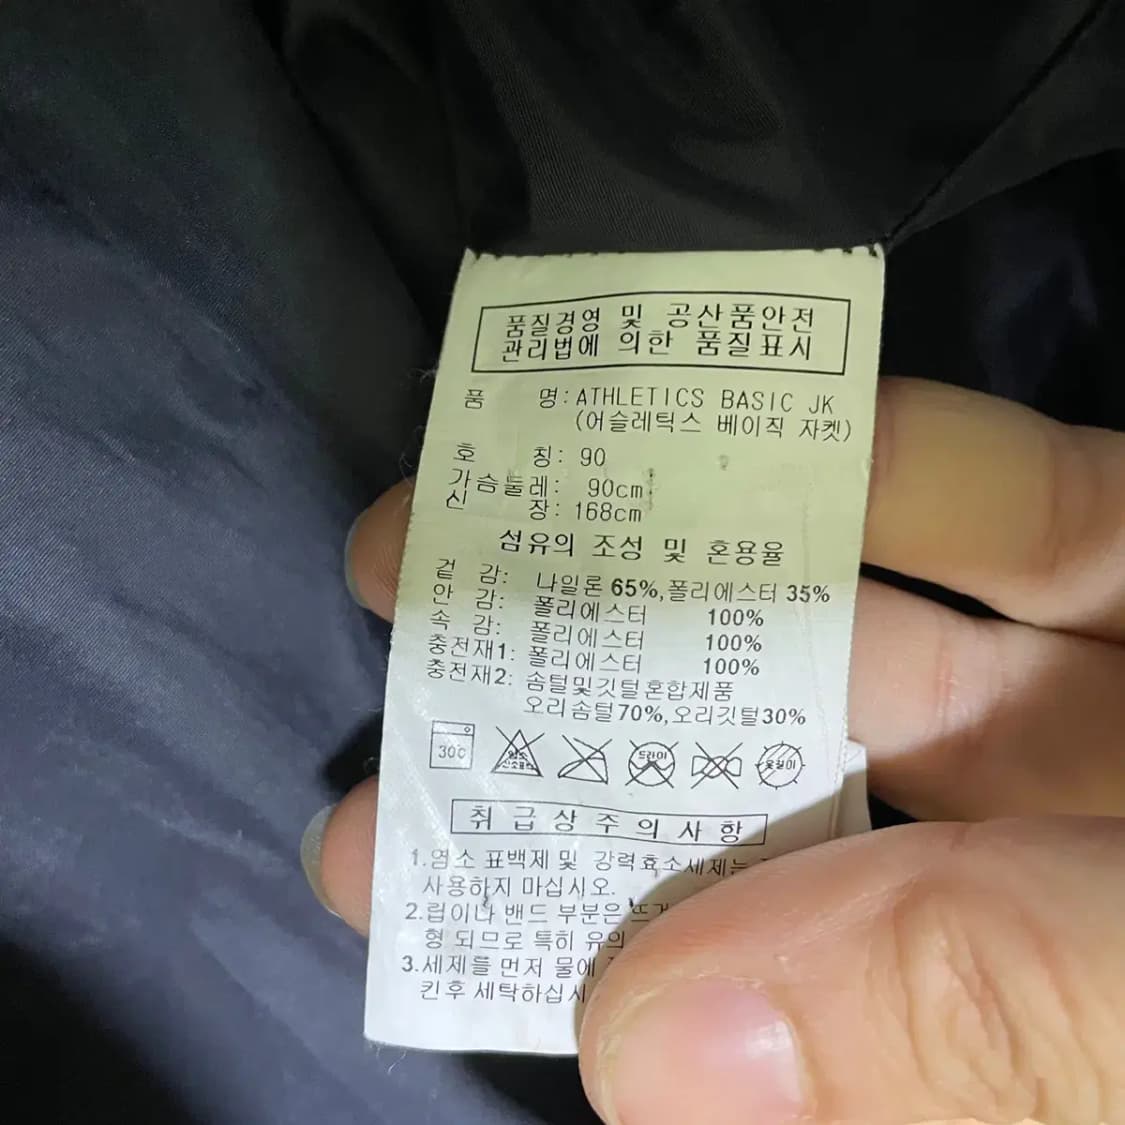 품질경영 및 공산품안전
관리법에 의한 품질표시
품 명: ATHLETICS BASIC JK
(어슬레틱스 베이직 자켓)
호 칭: 90
가슴둘레: 90cm
신 장: 168cm
섬유의 조성 및 혼용율
겉 감: 나일론 65%,폴리에스터 35%
안 감: 폴리에스터 100%
속 감: 폴리에스터 100%
충전재1: 폴리에스터 100%
충전재2: 솜털및깃털혼합제품
오리솜털70%,오리깃털30%
30C 염소 산소표백 드라이 옷걸이
취급상주의사항
1.염소 표백제 및 강력효소세제는
사용하지 마십시오.
2.립이나 밴드 부분은
형 되므로 특히 유의
3.세제를 먼저 물에
킨후 세탁하십시